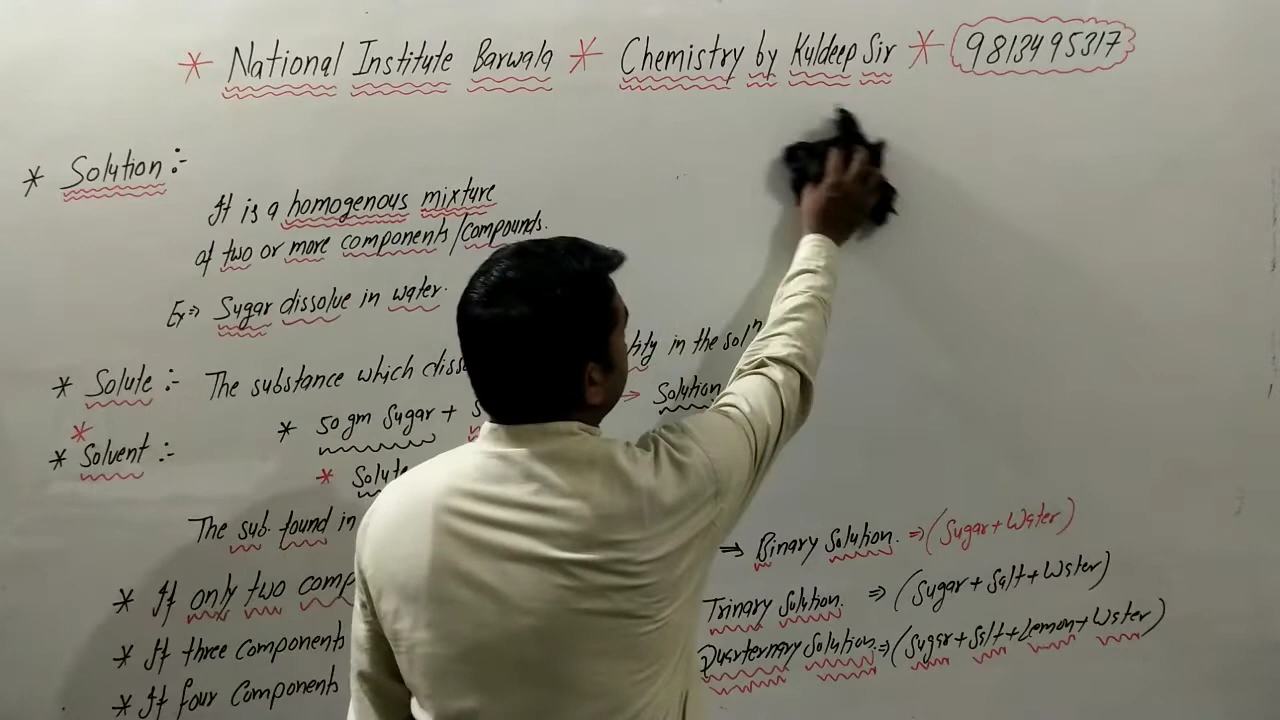 * National Institute Barwala * Chemistry by Kuldeep Sir * 9813495317
* Solution :-
It is a homogenous mixture
of two or more components/compounds.
Ex ⇒ Sugar dissolve in water.
* Solute :- The substance which diss tity in the solⁿ
* 50 gm Sugar + → Solution
* Solute
* Solvent :-
The sub. found in
* If only two comp ⇒ Binary Solution. ⇒ (Sugar + Water)
* If three Components Trinary Solution. ⇒ (Sugar + Salt + Water)
* If four Components Quarternary Solution. ⇒ (Sugar + Salt + Lemon + Water)